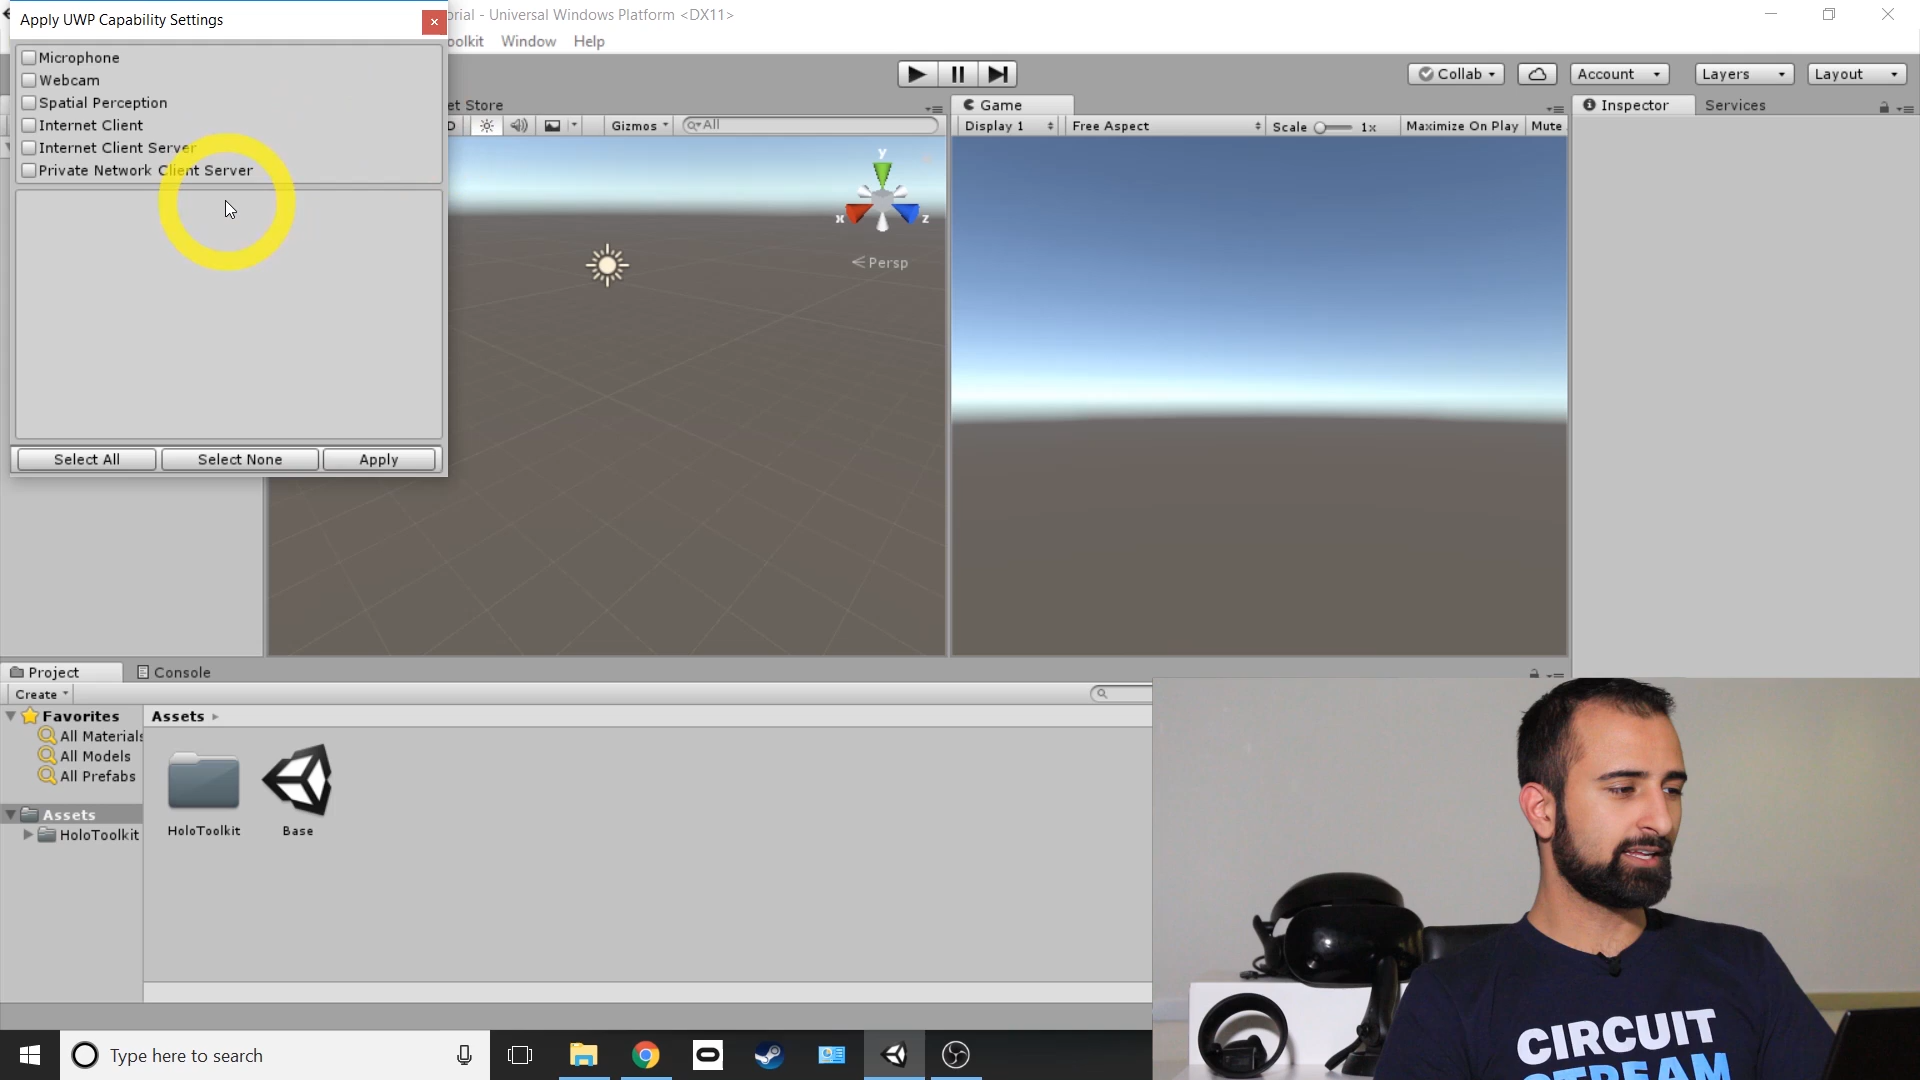 Apply UWP Capability Settings
orial - Universal Windows Platform <DX11>
oolkit Window Help
Microphone
Webcam
Spatial Perception
Internet Client
Internet Client Server
Private Network Client Server
Select All Select None Apply
Collab Account Layers Layout
et Store
D Gizmos All
y
x
z
Persp
Game
Display 1 Free Aspect Scale 1x Maximize On Play Mute
Inspector Services
Project Console
Create
Favorites
All Materials
All Models
All Prefabs
Assets
HoloToolkit
Assets
HoloToolkit Base
Type here to search
CIRCUIT
STREAM